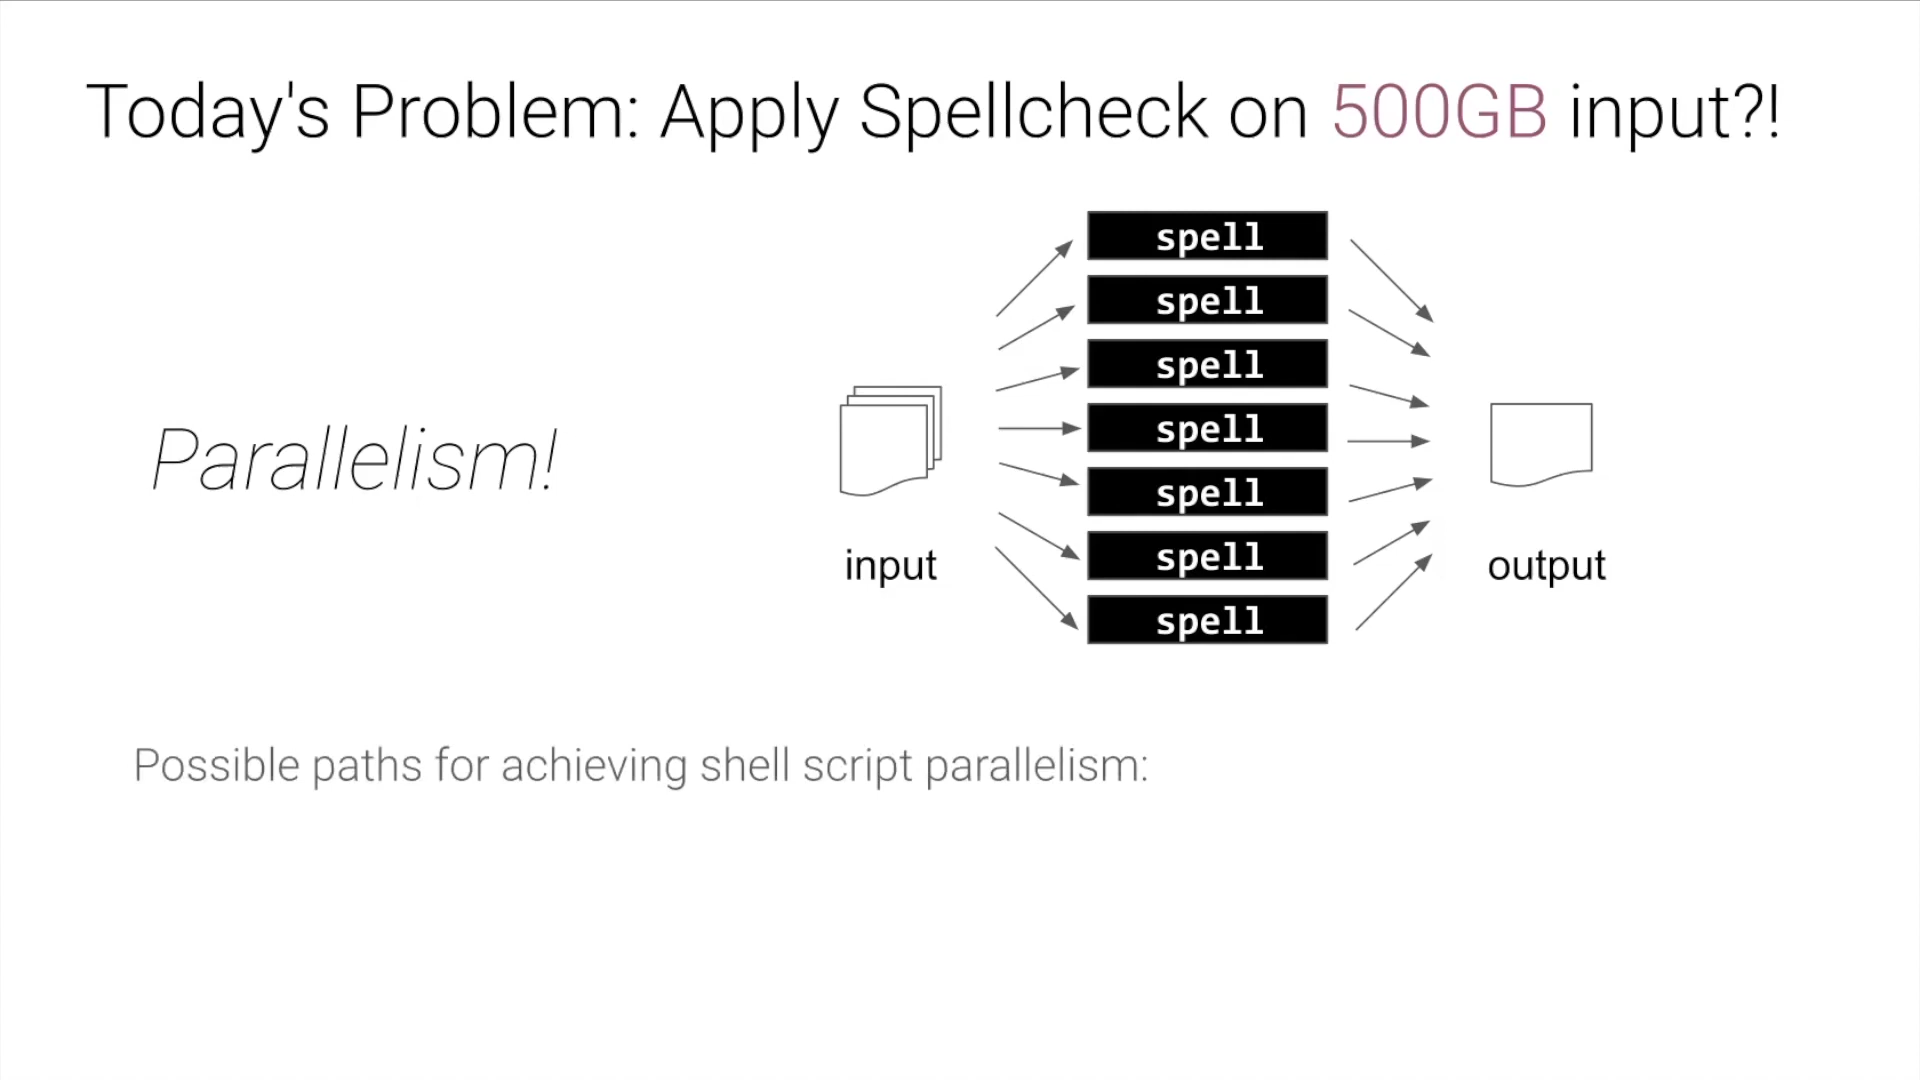 Today's Problem: Apply Spellcheck on 500GB input?!
spell
spell
spell
spell
spell
spell
spell
Parallelism!
input
output
Possible paths for achieving shell script parallelism: